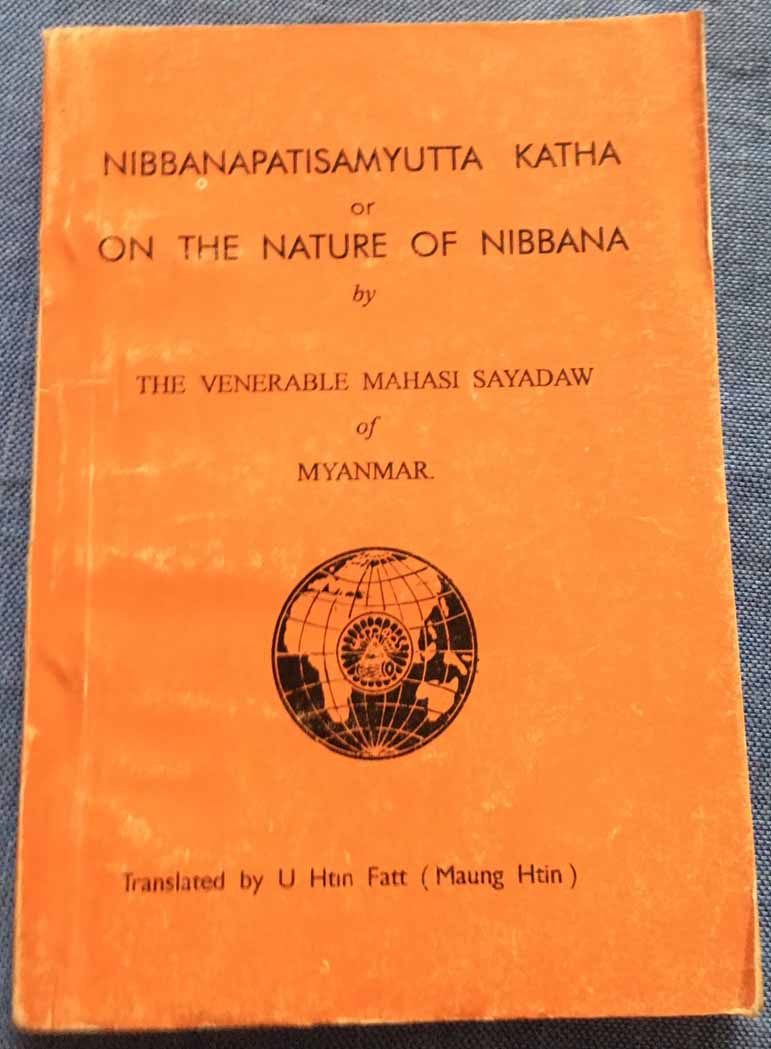 NIBBANAPATISAMYUTTA KATHA
or
ON THE NATURE OF NIBBANA
by
THE VENERABLE MAHASI SAYADAW
of
MYANMAR.
Translated by U Htin Fatt (Maung Htin)